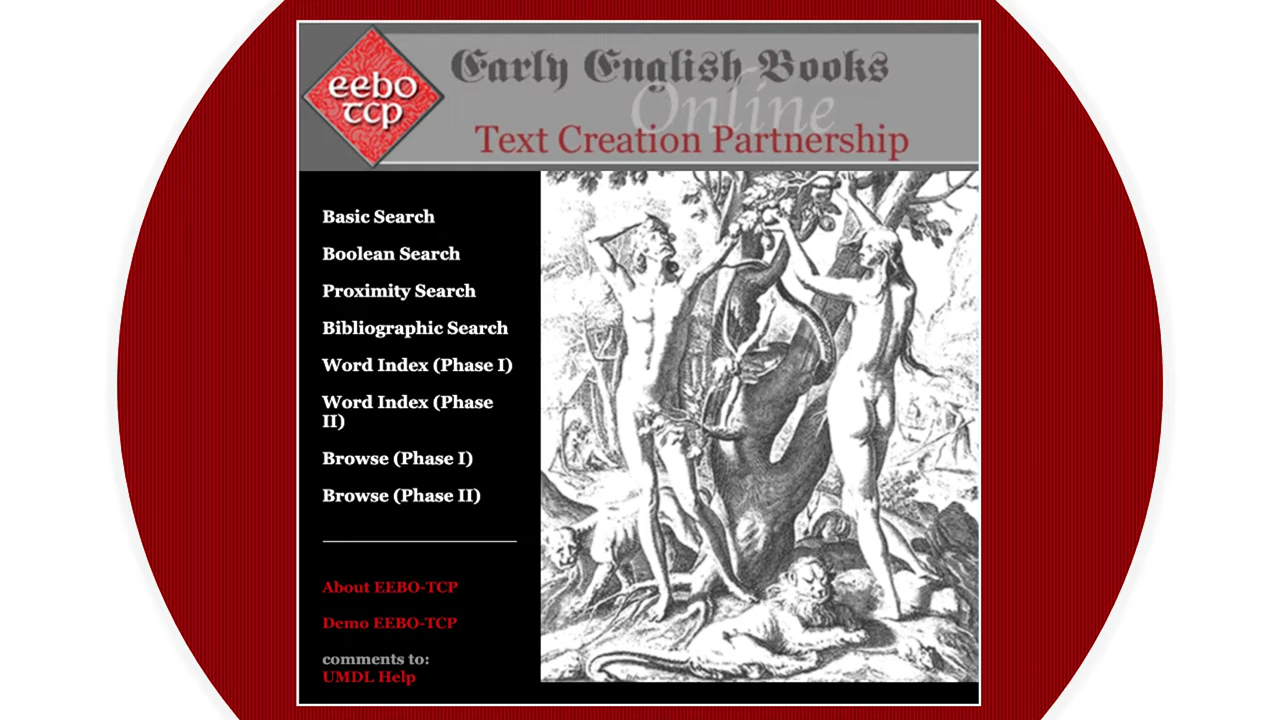 eebo
tcp
Early English Books
Online
Text Creation Partnership
Basic Search
Boolean Search
Proximity Search
Bibliographic Search
Word Index (Phase I)
Word Index (Phase
II)
Browse (Phase I)
Browse (Phase II)
About EEBO-TCP
Demo EEBO-TCP
comments to:
UMDL Help